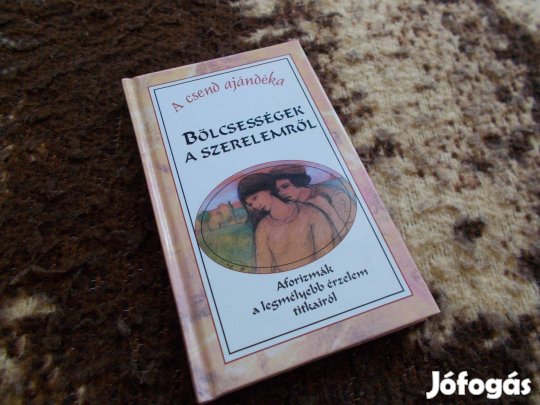 A csend ajándéka
BÖLCSESSÉGEK
A SZERELEMRŐL
Aforizmák
a legmélyebb érzelem
titkairól
Jófogás